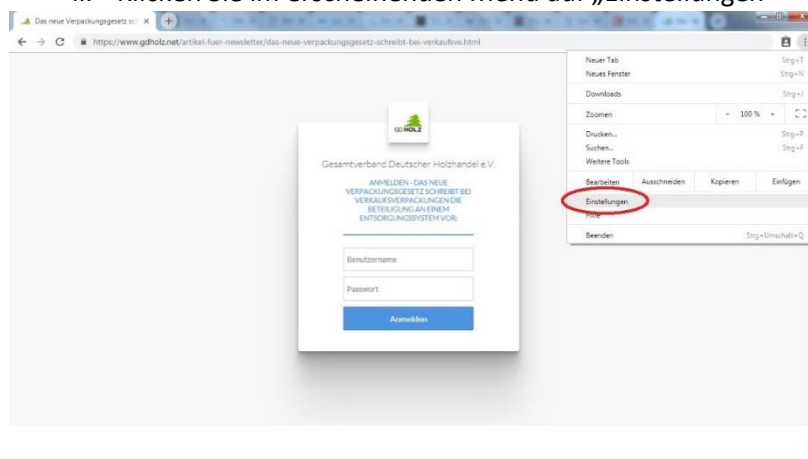 Klicken Sie im erscheinenden Menü auf „Einstellungen“
Das neue Verpackungsgesetz sc
https://www.gdholz.net/artikel-fuer-newsletter/das-neue-verpackungsgesetz-schreibt-bei-verkaufsve.html
Neuer Tab Strg+T
Neues Fenster Strg+N
Downloads Strg+J
Zoomen - 100 % +
Drucken... Strg+P
Suchen... Strg+F
Weitere Tools
Bearbeiten Ausschneiden Kopieren Einfügen
Einstellungen
Hilfe
Beenden Strg+Umschalt+Q
GD HOLZ
Gesamtverband Deutscher Holzhandel e.V.
ANMELDEN - DAS NEUE
VERPACKUNGSGESETZ SCHREIBT BEI
VERKAUFSVERPACKUNGEN DIE
BETEILIGUNG AN EINEM
ENTSORGUNGSSYSTEM VOR:
Benutzername
Passwort
Anmelden